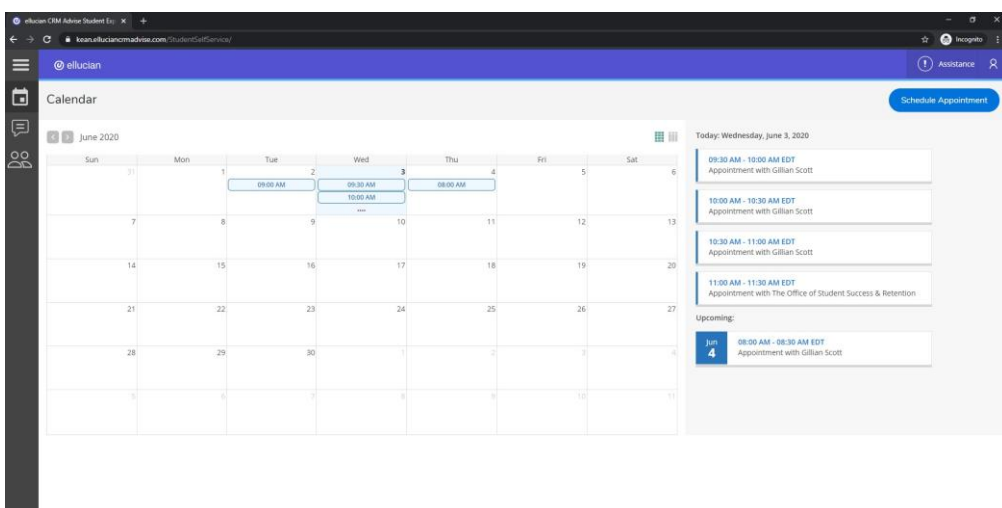 ellucian CRM Advise Student Exp
kean.elluciancrmadvise.com/StudentSelfService/
Incognito
ellucian
Assistance
Calendar
Schedule Appointment
June 2020
Sun Mon Tue Wed Thu Fri Sat
31 1 2 3 4 5 6
09:00 AM 09:30 AM 08:00 AM
10:00 AM
7 8 9 10 11 12 13
14 15 16 17 18 19 20
21 22 23 24 25 26 27
28 29 30 1 2 3 4
5 6 7 8 9 10 11
Today: Wednesday, June 3, 2020
09:30 AM - 10:00 AM EDT
Appointment with Gillian Scott
10:00 AM - 10:30 AM EDT
Appointment with Gillian Scott
10:30 AM - 11:00 AM EDT
Appointment with Gillian Scott
11:00 AM - 11:30 AM EDT
Appointment with The Office of Student Success & Retention
Upcoming:
Jun
4
08:00 AM - 08:30 AM EDT
Appointment with Gillian Scott